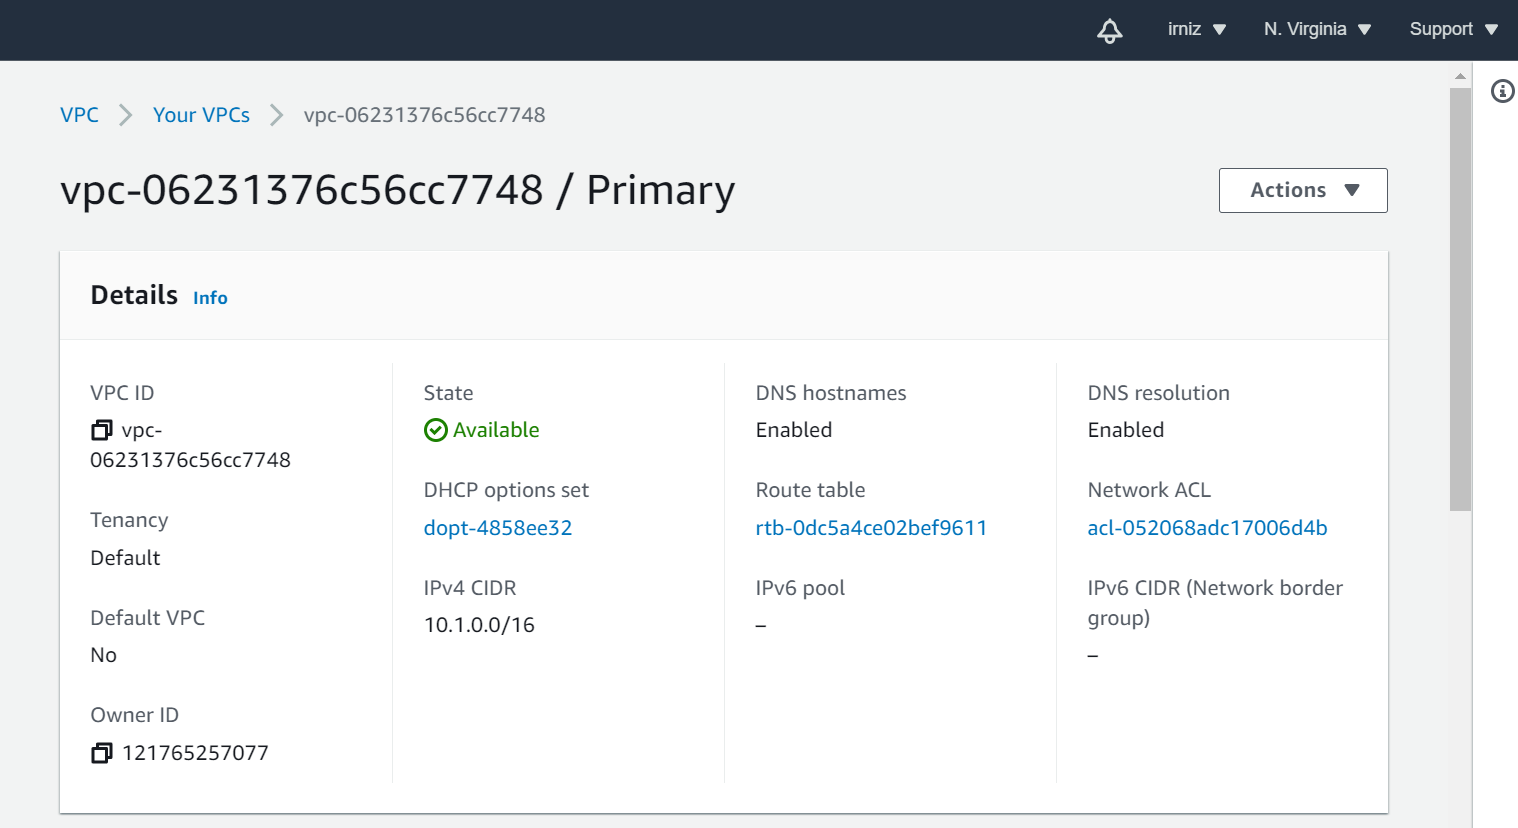 irniz
N. Virginia
Support
VPC
Your VPCs
vpc-06231376c56cc7748
vpc-06231376c56cc7748 / Primary
Actions
Details Info
VPC ID
vpc-
06231376c56cc7748
Tenancy
Default
Default VPC
No
Owner ID
121765257077
State
Available
DHCP options set
dopt-4858ee32
IPv4 CIDR
10.1.0.0/16
DNS hostnames
Enabled
Route table
rtb-0dc5a4ce02bef9611
IPv6 pool
–
DNS resolution
Enabled
Network ACL
acl-052068adc17006d4b
IPv6 CIDR (Network border
group)
–